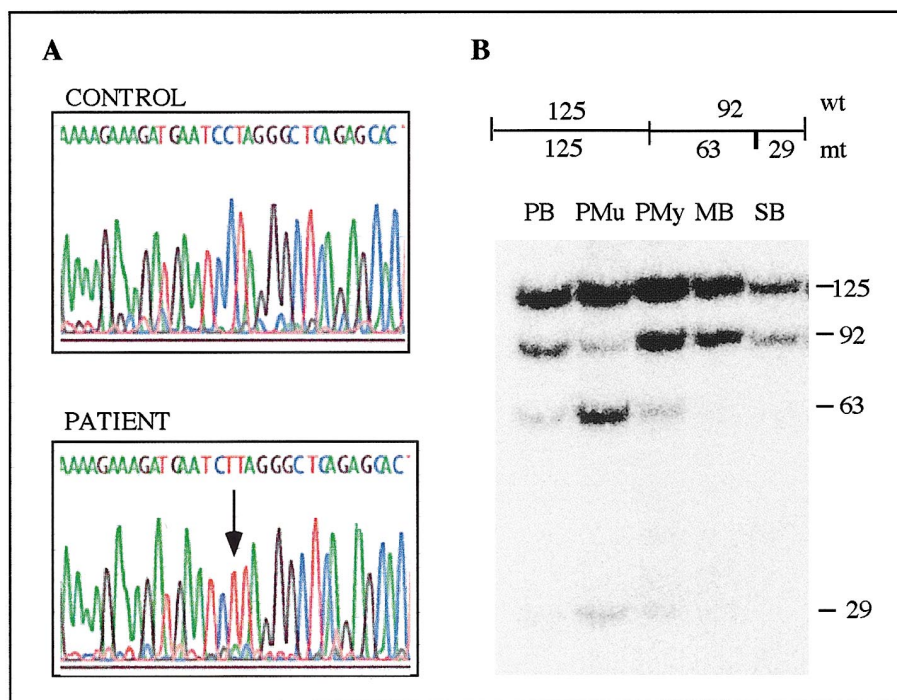 A
CONTROL
AAAAGAAAGATGAATCCTAGGGCTCAGAGCAC
PATIENT
AAAAGAAAGATGAATCTTAGGGCTCAGAGCAC
B
125 92 wt
125 63 29 mt
PB PMu PMy MB SB
125
92
63
29